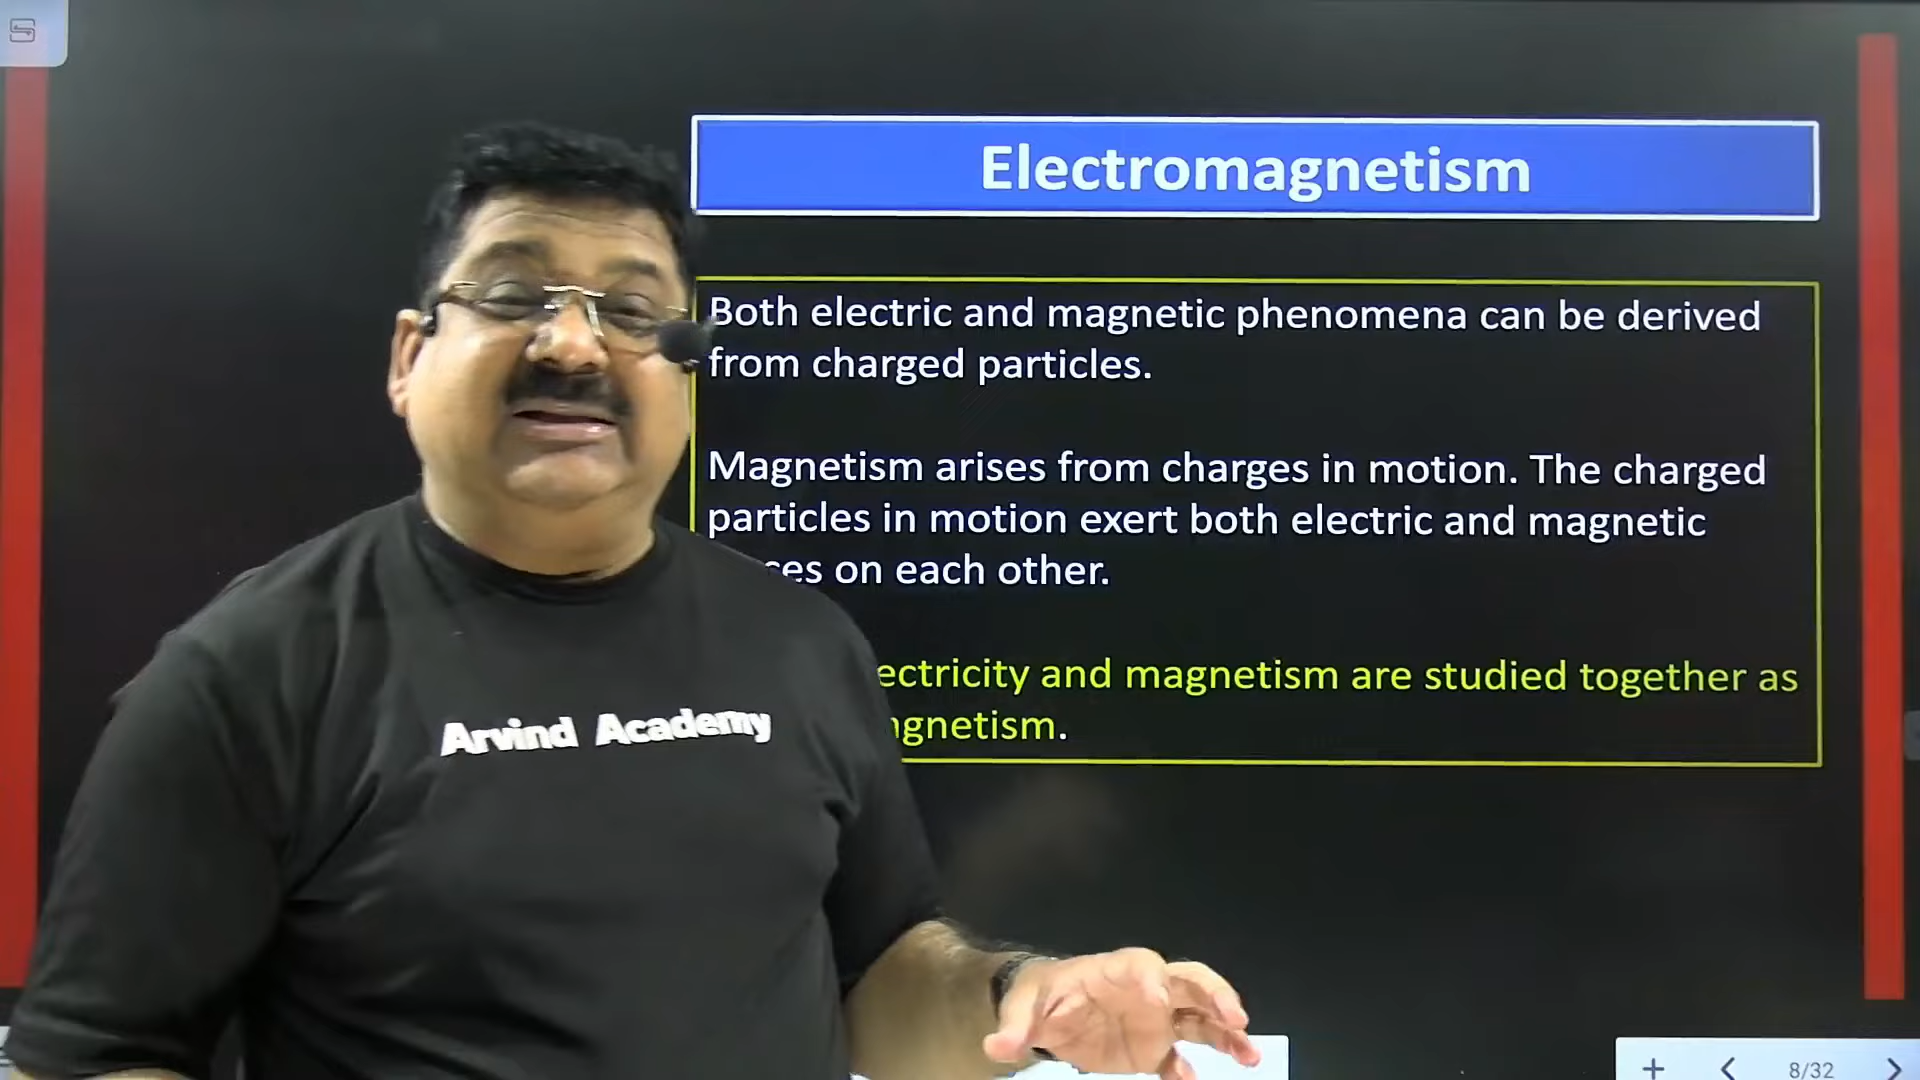 Electromagnetism
Both electric and magnetic phenomena can be derived
from charged particles.
Magnetism arises from charges in motion. The charged
particles in motion exert both electric and magnetic
on each other.
and magnetism are studied together as
Arvind Academy
8/32